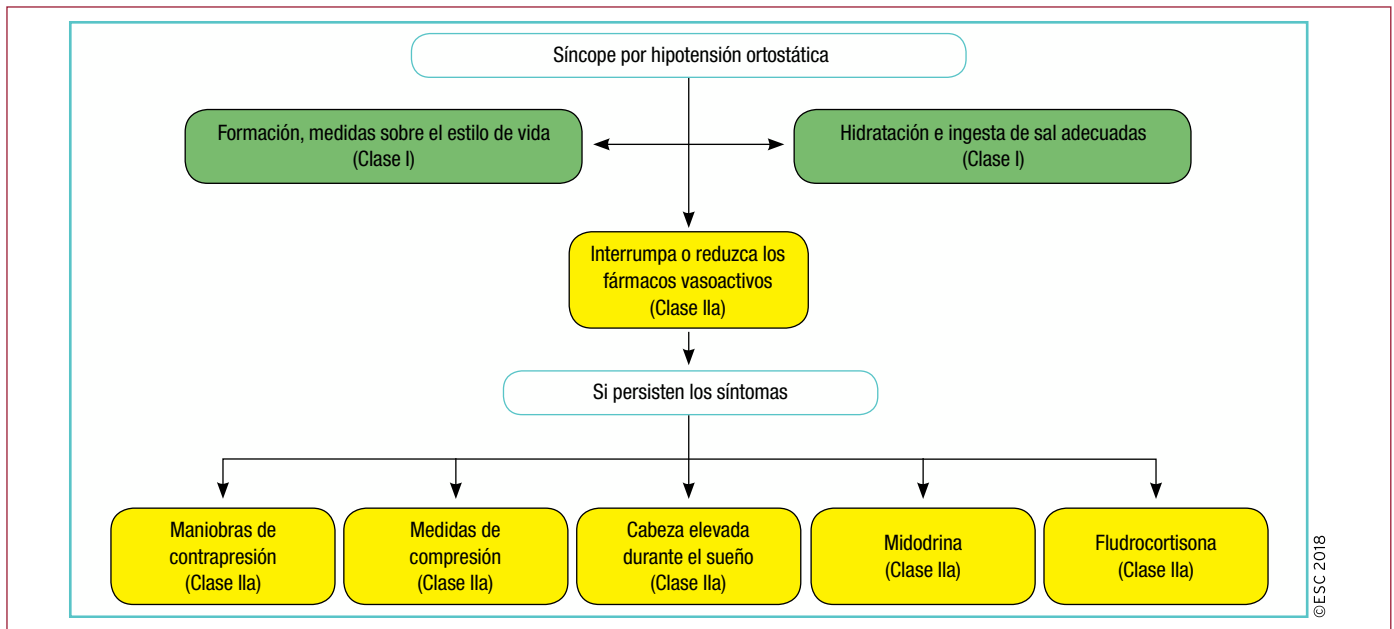 Síncope por hipotensión ortostática
Formación, medidas sobre el estilo de vida
(Clase I)
Hidratación e ingesta de sal adecuadas
(Clase I)
Interrumpa o reduzca los
fármacos vasoactivos
(Clase IIa)
Si persisten los síntomas
Maniobras de
contrapresión
(Clase IIa)
Medidas de
compresión
(Clase IIa)
Cabeza elevada
durante el sueño
(Clase IIa)
Midodrina
(Clase IIa)
Fludrocortisona
(Clase IIa)
©ESC 2018